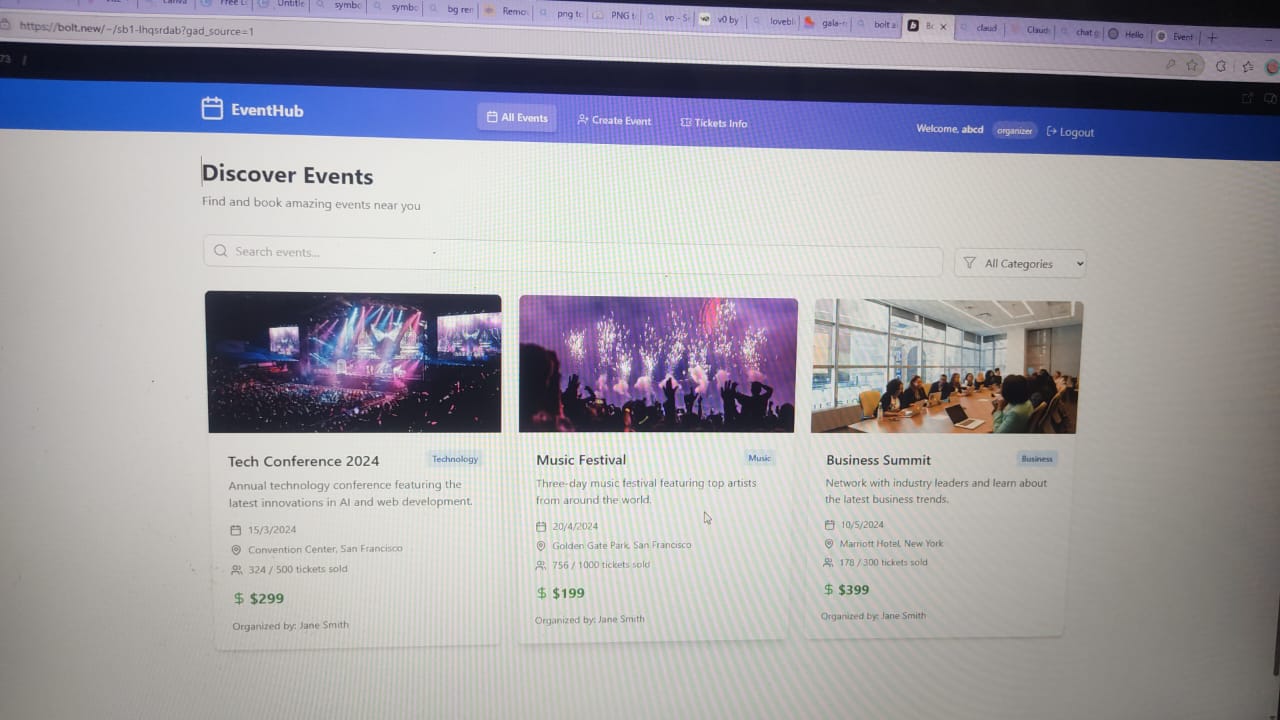 symbo
symbo
bg ren
Remov
png to
PNG t
vo - S
v0 by
lovebl
gala-r
bolt a
claud
Claud
chat g
Hello
Event
https://bolt.new/~/sb1-lhqsrdab?gad_source=1
EventHub
All Events
Create Event
Tickets Info
Welcome, abcd
organizer
Logout
Discover Events
Find and book amazing events near you
Search events...
All Categories
Tech Conference 2024
Technology
Annual technology conference featuring the
latest innovations in AI and web development.
15/3/2024
Convention Center, San Francisco
324 / 500 tickets sold
$ $299
Organized by: Jane Smith
Music Festival
Music
Three-day music festival featuring top artists
from around the world.
20/4/2024
Golden Gate Park, San Francisco
756 / 1000 tickets sold
$ $199
Organized by: Jane Smith
Business Summit
Business
Network with industry leaders and learn about
the latest business trends.
10/5/2024
Marriott Hotel, New York
178 / 300 tickets sold
$ $399
Organized by: Jane Smith